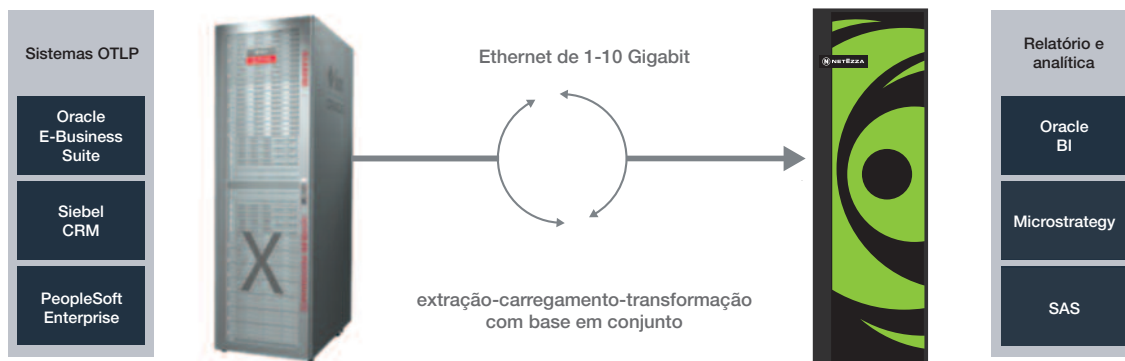 Sistemas OTLP
Oracle
E-Business
Suite
Siebel
CRM
PeopleSoft
Enterprise
X
Ethernet de 1-10 Gigabit
extração-carregamento-transformação
com base em conjunto
NETEZZA
Relatório e
analítica
Oracle
BI
Microstrategy
SAS